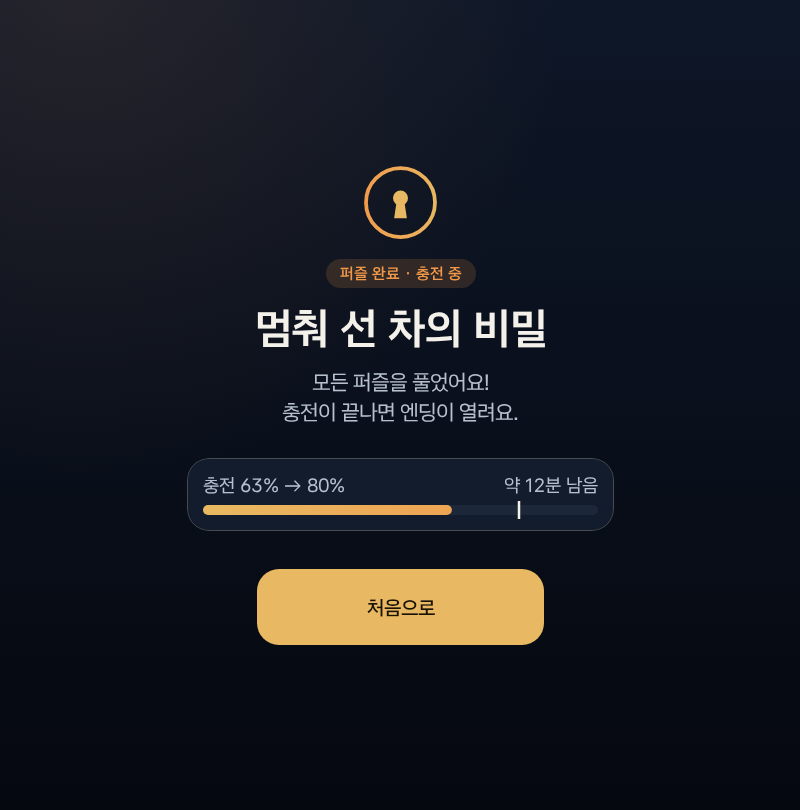 퍼즐 완료 · 충전 중
멈춰 선 차의 비밀
모든 퍼즐을 풀었어요!
충전이 끝나면 엔딩이 열려요.
충전 63% → 80%
약 12분 남음
처음으로